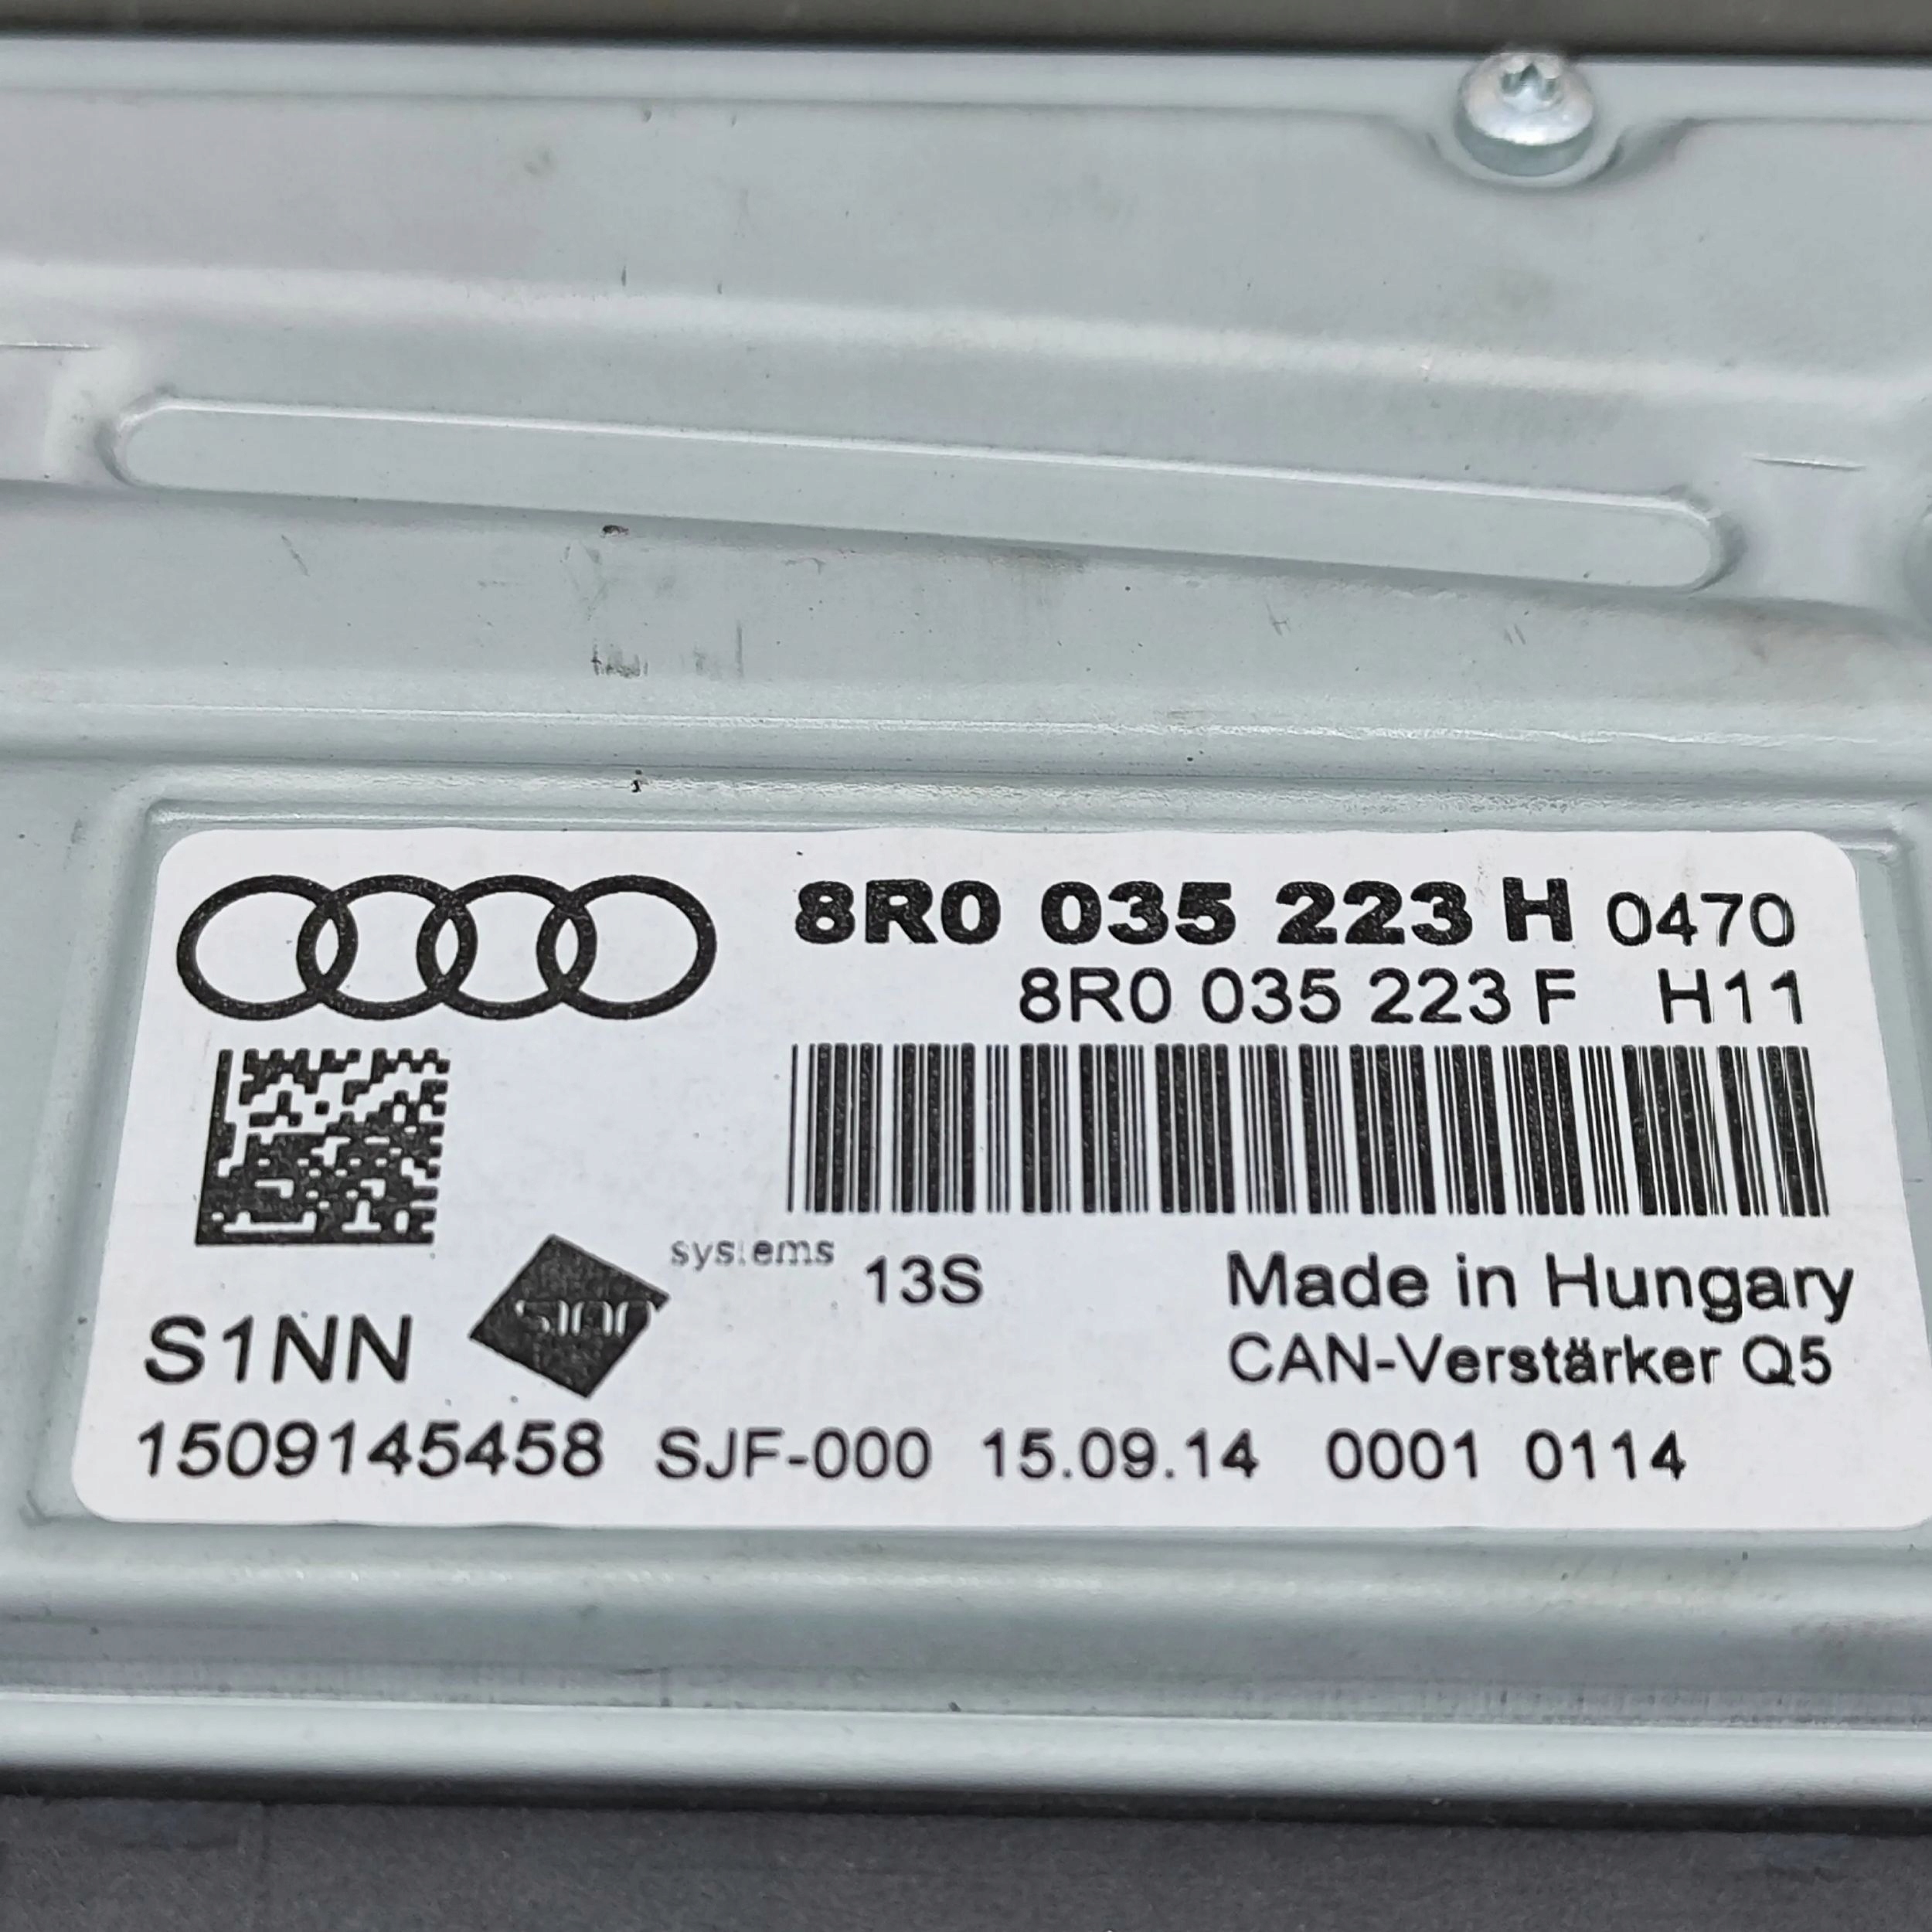 8R0 035 223 H 0470
8R0 035 223 F H11
systems 13S
Made in Hungary
S1NN
CAN-Verstärker Q5
1509145458 SJF-000 15.09.14 0001 0114